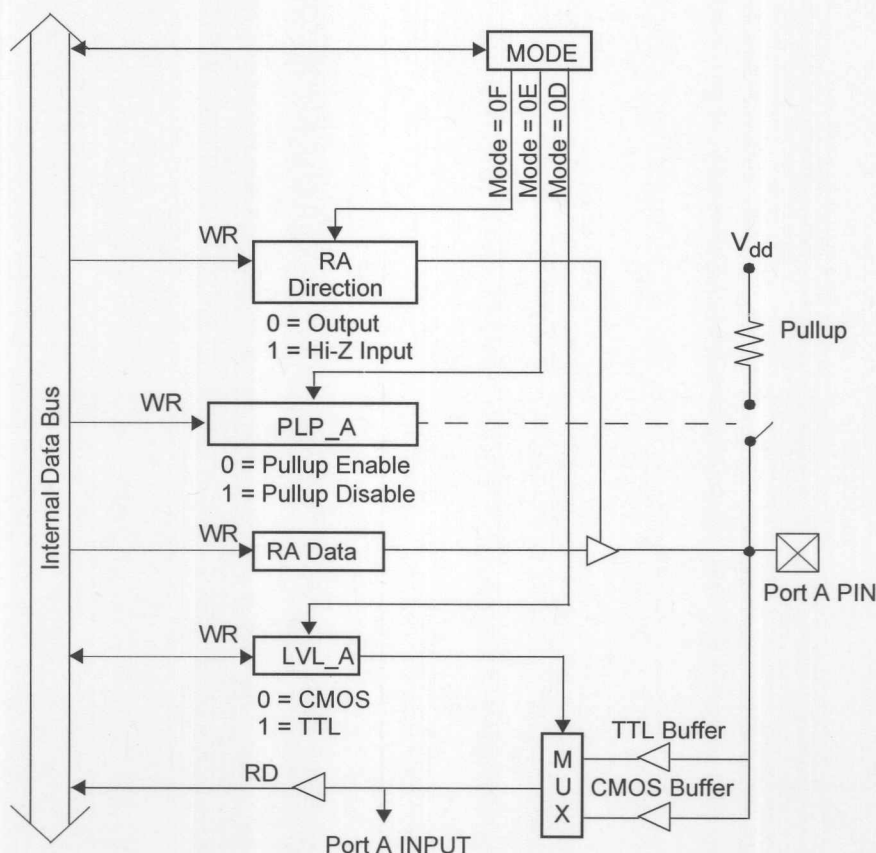 MODE
Mode = 0F
Mode = 0E
Mode = 0D
WR
RA
Direction
0 = Output
1 = Hi-Z Input
Vdd
Pullup
WR
PLP_A
0 = Pullup Enable
1 = Pullup Disable
Internal Data Bus
WR
RA Data
Port A PIN
WR
LVL_A
0 = CMOS
1 = TTL
TTL Buffer
M
U
X
CMOS Buffer
RD
Port A INPUT